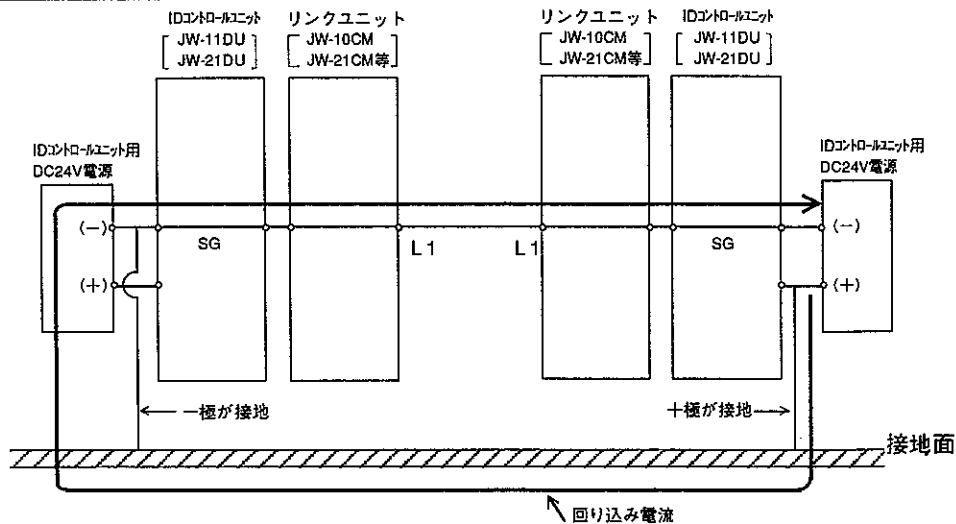 IDコントロールユニット
JW-11DU
JW-21DU
リンクユニット
JW-10CM
JW-21CM等
リンクユニット
JW-10CM
JW-21CM等
IDコントロールユニット
JW-11DU
JW-21DU
IDコントロールユニット用
DC24V電源
IDコントロールユニット用
DC24V電源
(−)
SG
L1
L1
SG
(−)
(+)
(+)
一極が接地
十極が接地
接地面
回り込み電流